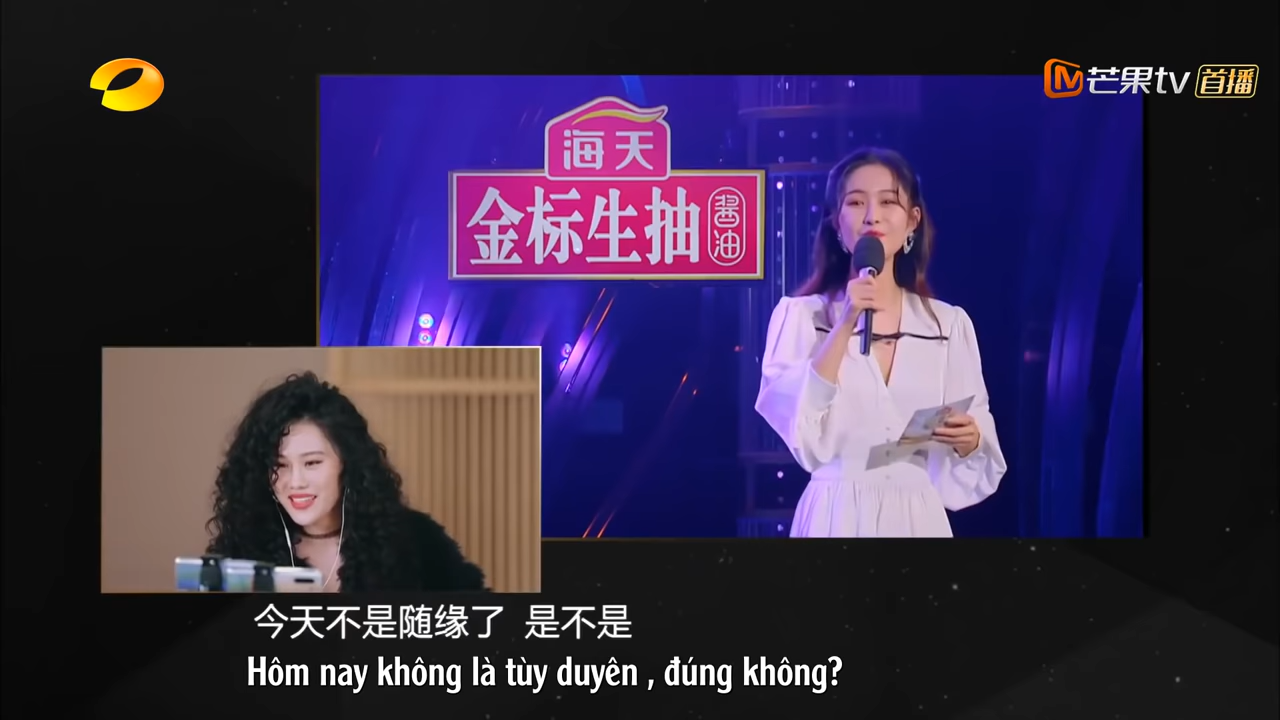 芒果tv 首播
海天
金标生抽 酱油
今天不是随缘了 是不是
Hôm nay không là tùy duyên , đúng không?